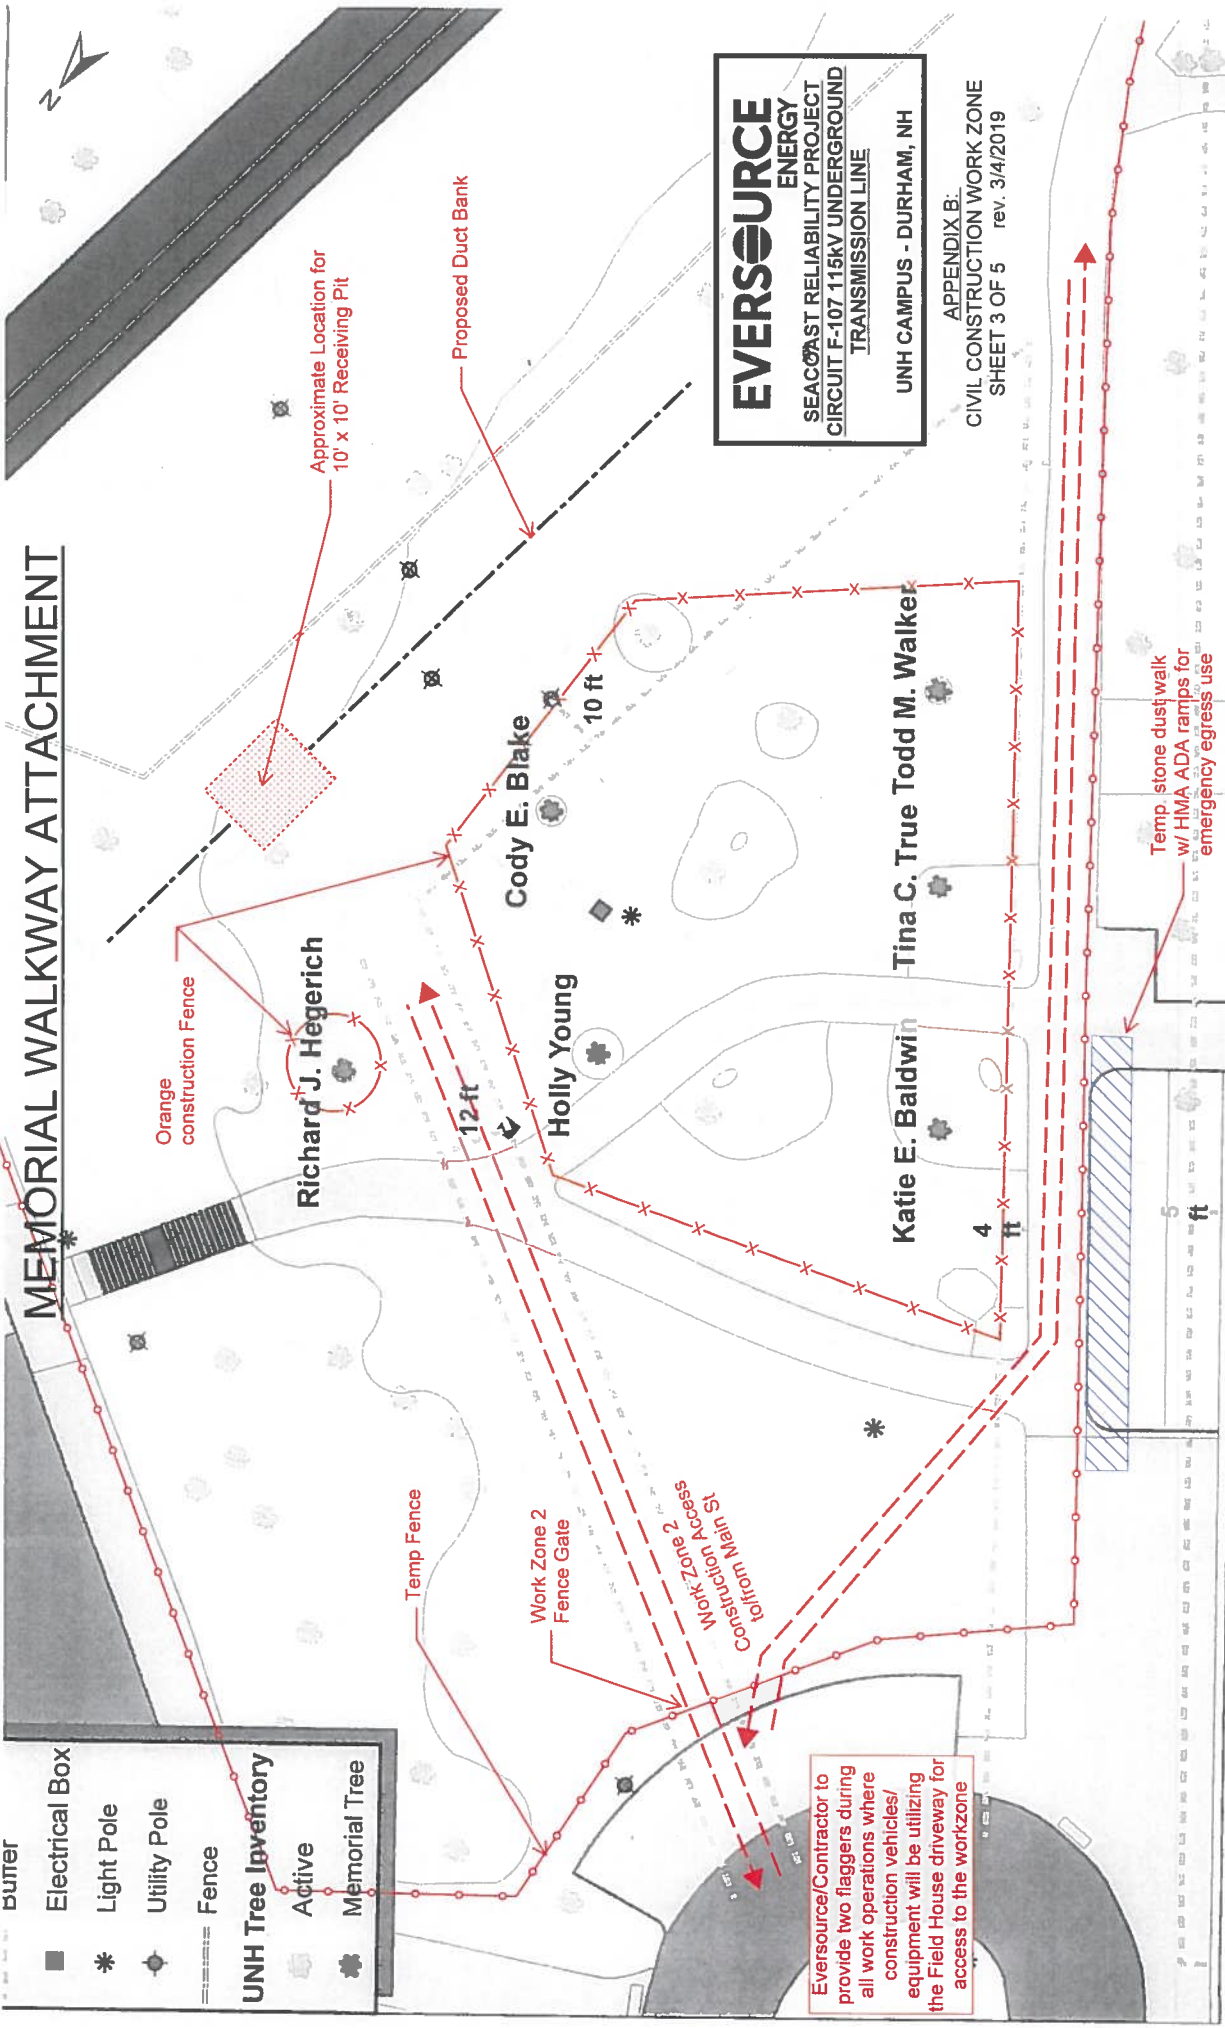 MEMORIAL WALKWAY ATTACHMENT
N
Approximate Location for
10' x 10' Receiving Pit
Proposed Duct Bank
Orange
construction Fence
Richard J. Hegerich
12 ft
Cody E. Blake
10 ft
Holly Young
Katie E. Baldwin
Tina C. True
Todd M. Walker
4
ft
5
ft
Temp Fence
Work Zone 2
Fence Gate
Work Zone 2
Construction Access
to/from Main St
Temp. stone dust walk
w/ HMA ADA ramps for
emergency egress use
Eversource/Contractor to
provide two flaggers during
all work operations where
construction vehicles/
equipment will be utilizing
the Field House driveway for
access to the workzone
Electrical Box
Light Pole
Utility Pole
Fence
UNH Tree Inventory
Active
Memorial Tree
EVERSOURCE
ENERGY
SEACOAST RELIABILITY PROJECT
CIRCUIT F-107 115kV UNDERGROUND
TRANSMISSION LINE
UNH CAMPUS - DURHAM, NH
APPENDIX B:
CIVIL CONSTRUCTION WORK ZONE
SHEET 3 OF 5 rev. 3/4/2019